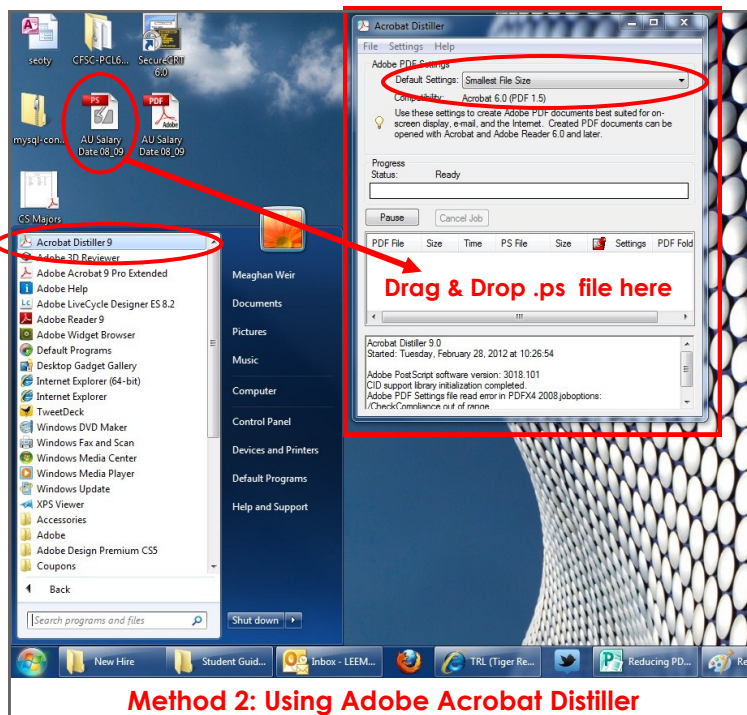 seoty
CFSC-PCL6...
SecureCRT
6.0
mysql-con...
PS
AU Salary
Date 08_09
PDF
Adobe
AU Salary
Date 08_09
CS Majors
Acrobat Distiller 9
Adobe 3D Reviewer
Adobe Acrobat 9 Pro Extended
Adobe Help
Adobe LiveCycle Designer ES 8.2
Adobe Reader 9
Adobe Widget Browser
Default Programs
Desktop Gadget Gallery
Internet Explorer (64-bit)
Internet Explorer
TweetDeck
Windows DVD Maker
Windows Fax and Scan
Windows Media Center
Windows Media Player
Windows Update
XPS Viewer
Accessories
Adobe
Adobe Design Premium CS5
Coupons
Back
Search programs and files
Meaghan Weir
Documents
Pictures
Music
Computer
Control Panel
Devices and Printers
Default Programs
Help and Support
Shut down
Acrobat Distiller
File Settings Help
Adobe PDF Settings
Default Settings: Smallest File Size
Compatibility: Acrobat 6.0 (PDF 1.5)
Use these settings to create Adobe PDF documents best suited for on-
screen display, e-mail, and the Internet. Created PDF documents can be
opened with Acrobat and Adobe Reader 6.0 and later.
Progress
Status: Ready
Pause Cancel Job
PDF File Size Time PS File Size Settings PDF Fold
Drag & Drop .ps file here
Acrobat Distiller 9.0
Started: Tuesday, February 28, 2012 at 10:26:54
Adobe PostScript software version: 3018.101
CID support library initialization completed.
Adobe PDF Settings file read error in PDFX4 2008.joboptions:
/CheckCompliance out of range
New Hire
Student Guid...
Inbox - LEEM...
TRL (Tiger Re...
Reducing PD...
Re
Method 2: Using Adobe Acrobat Distiller